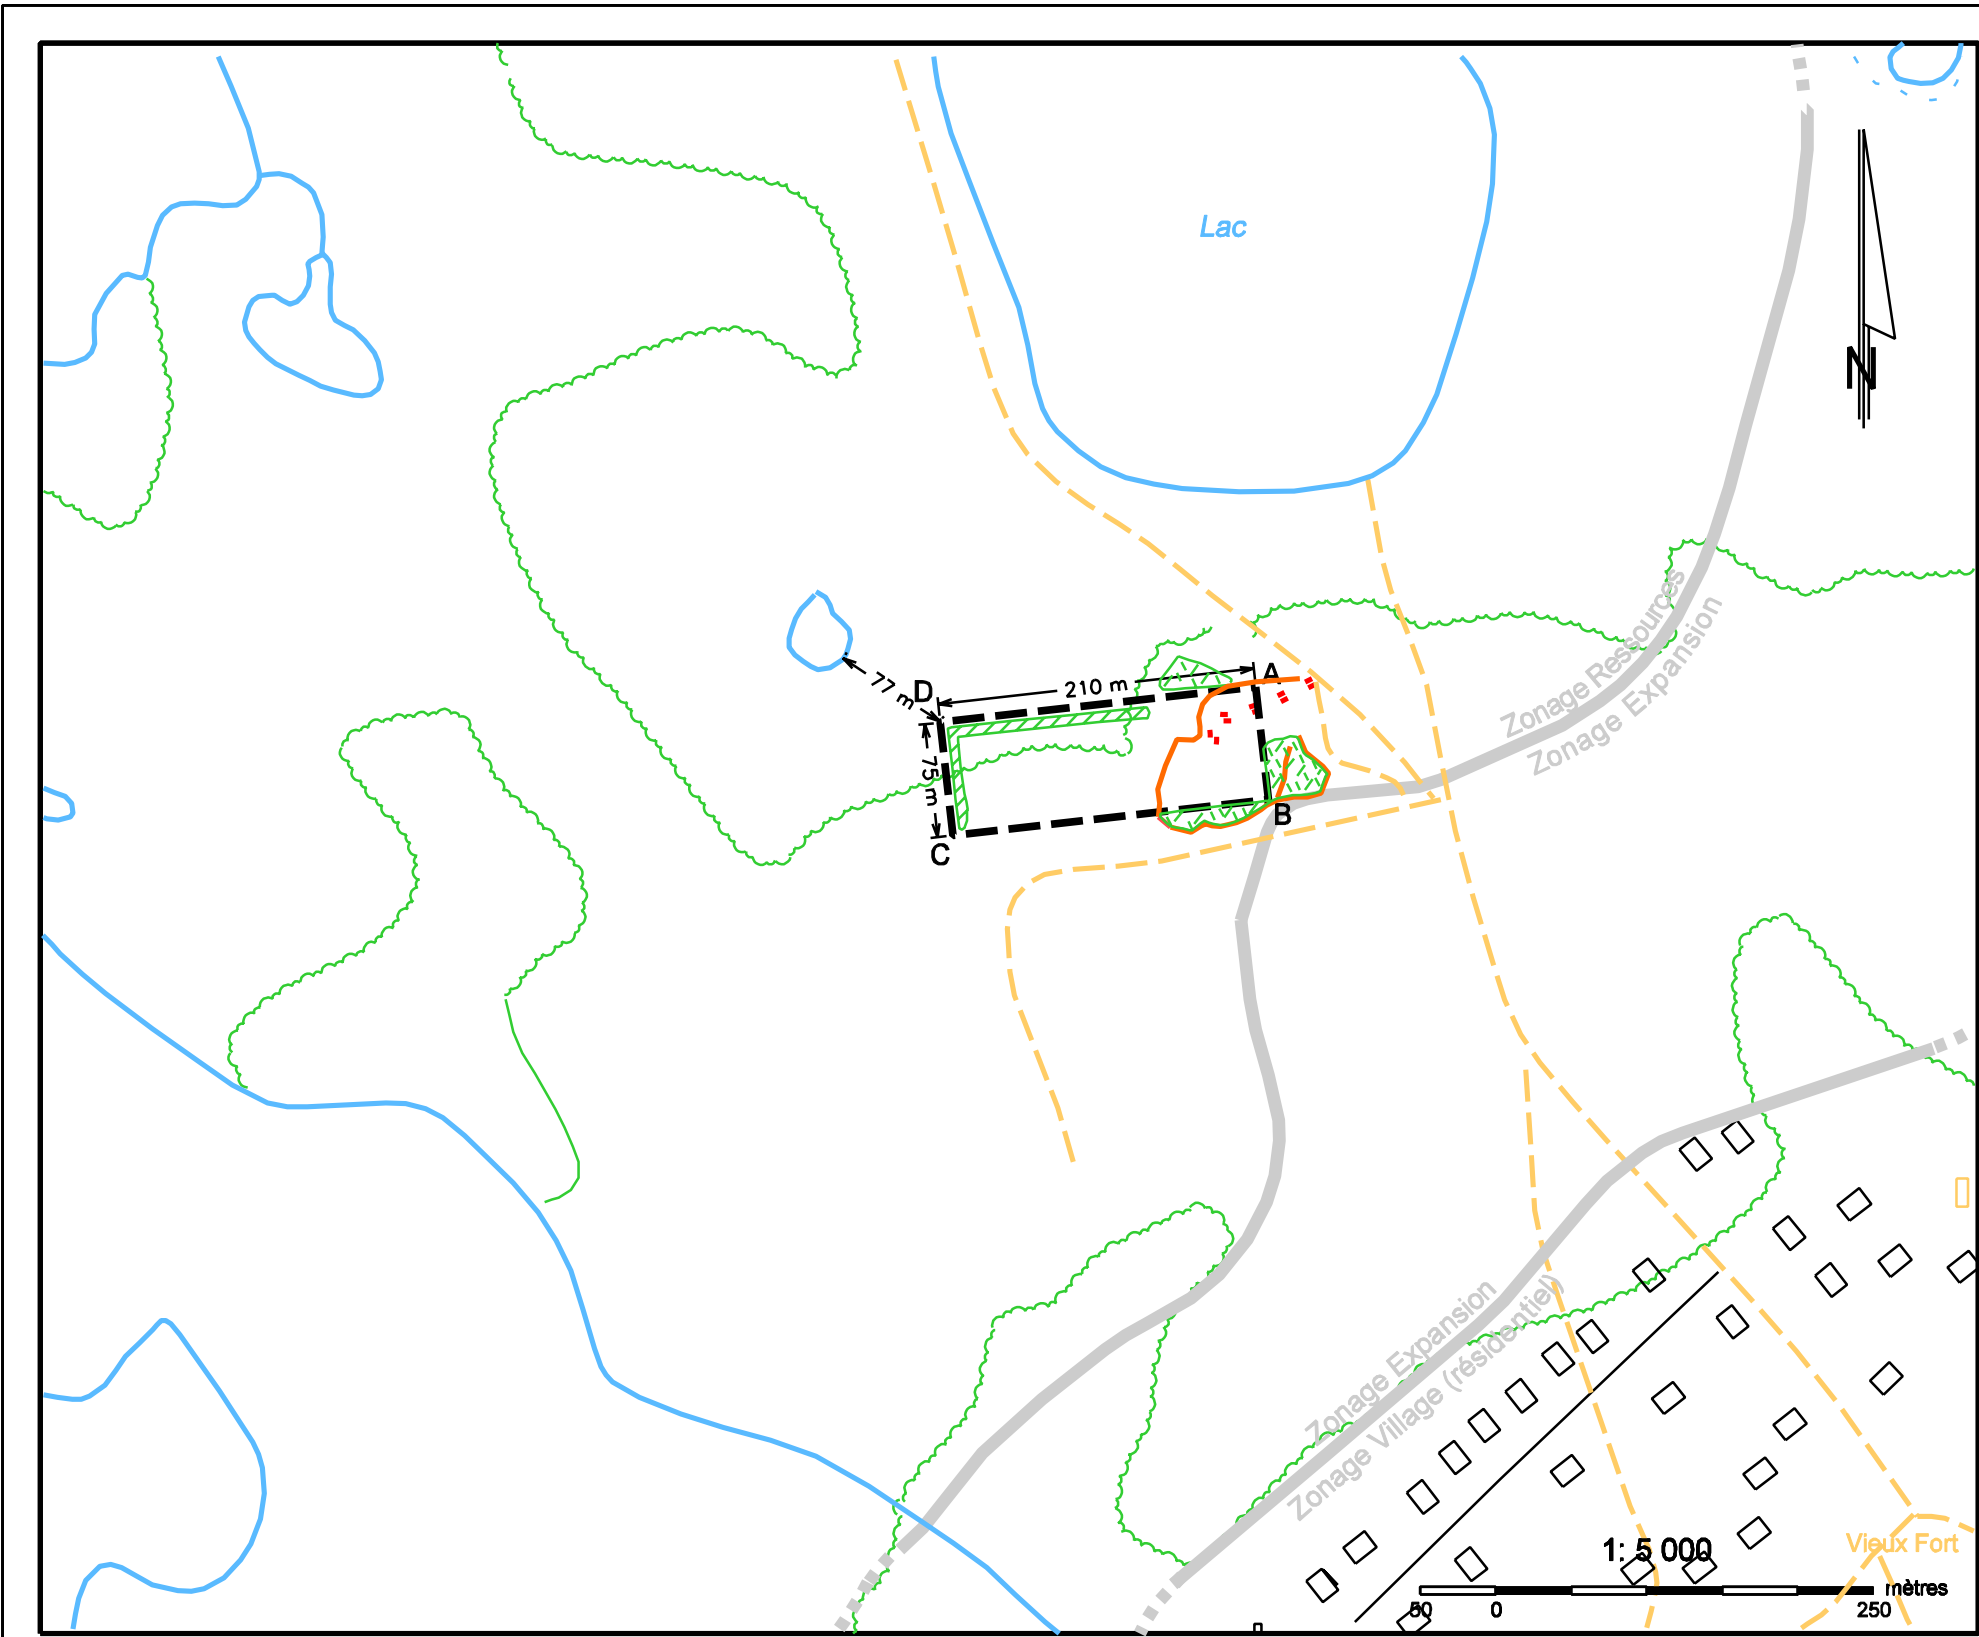 Lac
N
Zonage Ressources
Zonage Expansion
A
D
210 m
77 m
75 m
B
C
Zonage Expansion
Zonage Village (résidentiel)
1: 5 000
Vieux Fort
mètres
50 0 250